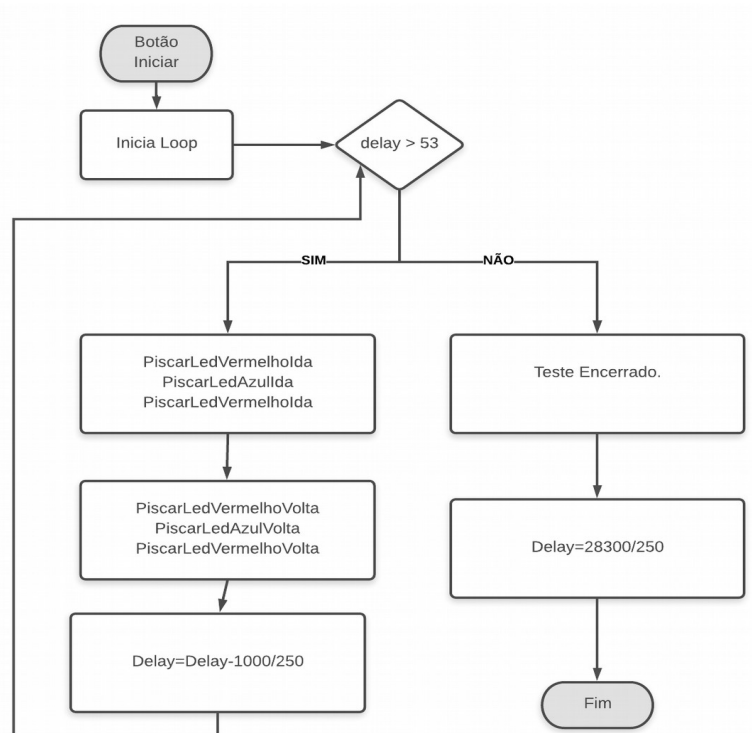 Botão
Iniciar
Inicia Loop
delay > 53
SIM
NÃO
PiscarLedVermelhoIda
PiscarLedAzulIda
PiscarLedVermelhoIda
Teste Encerrado.
PiscarLedVermelhoVolta
PiscarLedAzulVolta
PiscarLedVermelhoVolta
Delay=28300/250
Delay=Delay-1000/250
Fim